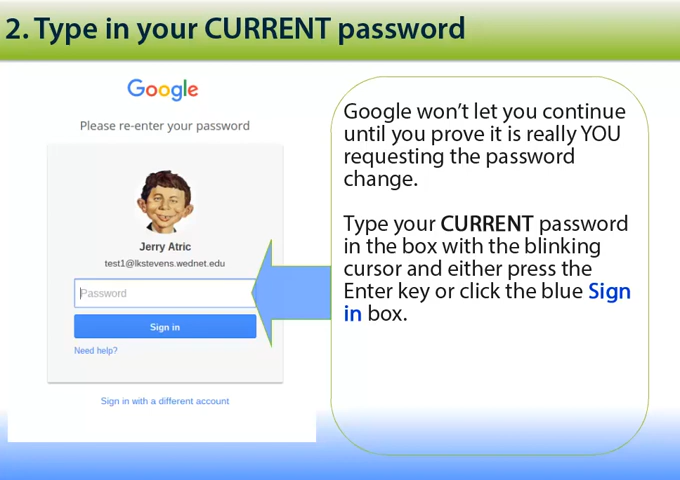 2. Type in your CURRENT password
Google
Please re-enter your password
Jerry Atric
test1@lkstevens.wednet.edu
Password
Sign in
Need help?
Sign in with a different account
Google won't let you continue
until you prove it is really YOU
requesting the password
change.
Type your CURRENT password
in the box with the blinking
cursor and either press the
Enter key or click the blue Sign
in box.